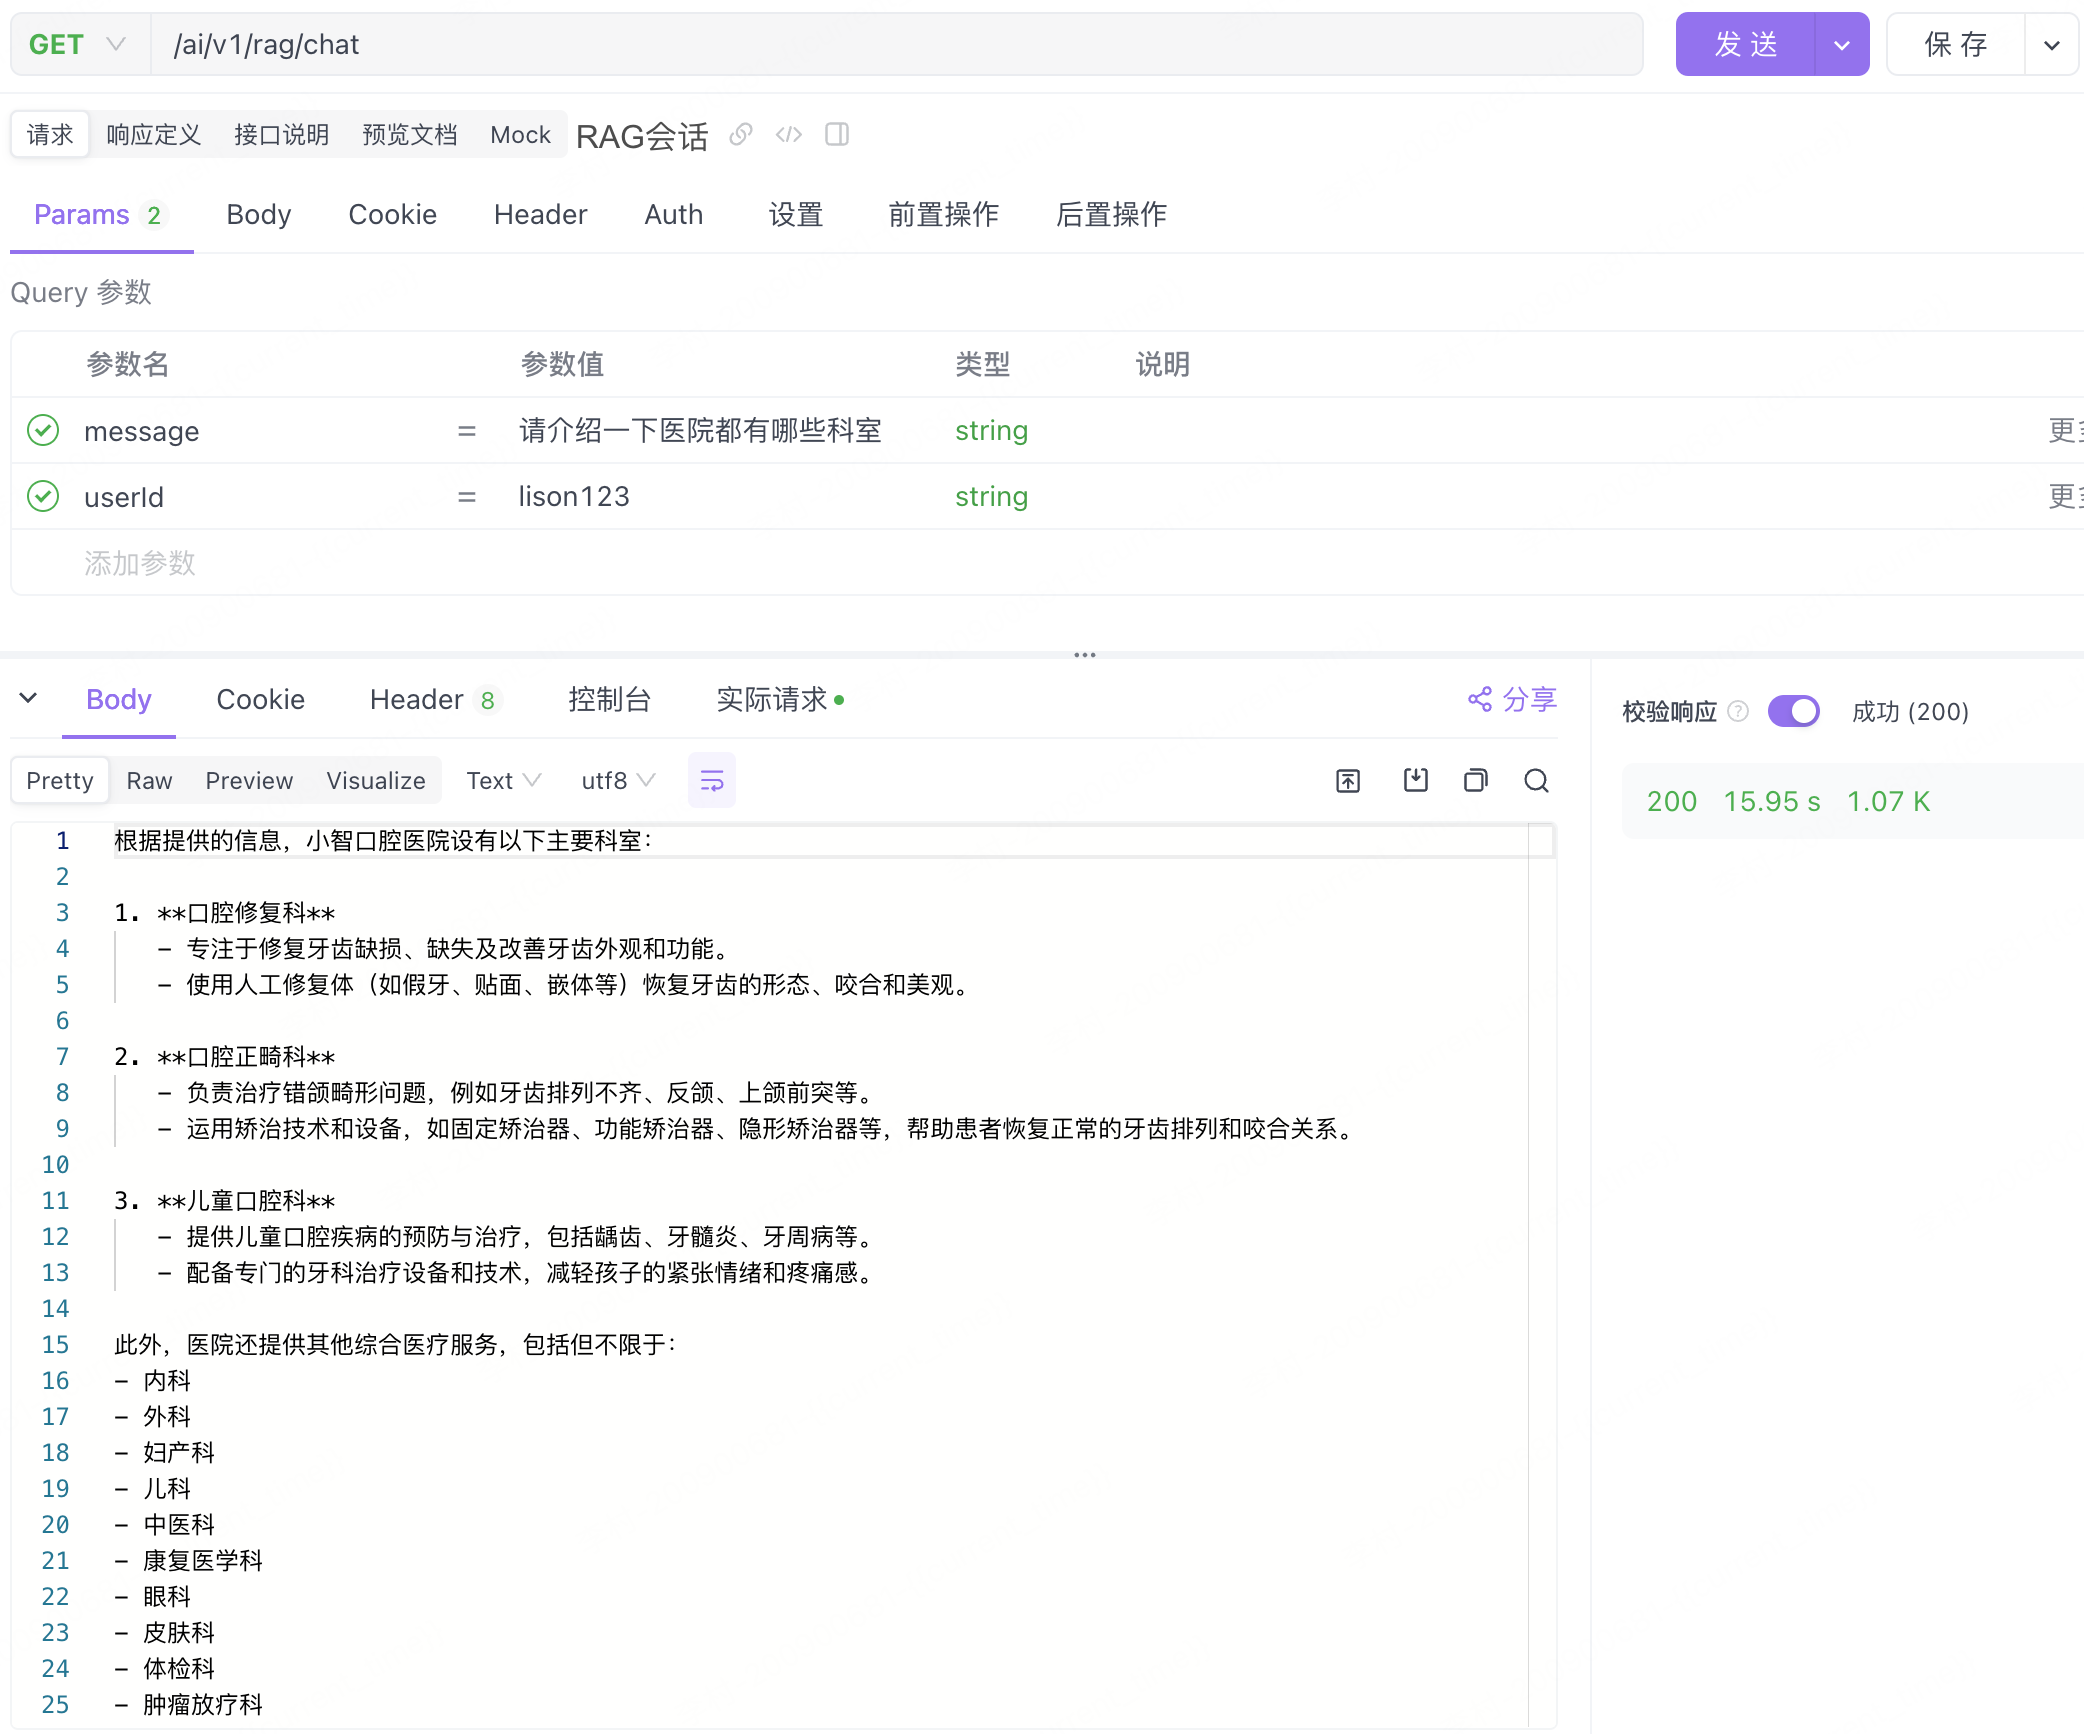 GET /ai/v1/rag/chat 发 送 保 存
请求 响应定义 接口说明 预览文档 Mock RAG会话
Params 2 Body Cookie Header Auth 设置 前置操作 后置操作
Query 参数
参数名 参数值 类型 说明
message = 请介绍一下医院都有哪些科室 string 更
userId = lison123 string 更
添加参数
Body Cookie Header 8 控制台 实际请求 分享
校验响应 成功 (200)
Pretty Raw Preview Visualize Text utf8
200 15.95 s 1.07 K
1 根据提供的信息，小智口腔医院设有以下主要科室：
2
3 1. **口腔修复科**
4 - 专注于修复牙齿缺损、缺失及改善牙齿外观和功能。
5 - 使用人工修复体（如假牙、贴面、嵌体等）恢复牙齿的形态、咬合和美观。
6
7 2. **口腔正畸科**
8 - 负责治疗错颌畸形问题，例如牙齿排列不齐、反颌、上颌前突等。
9 - 运用矫治技术和设备，如固定矫治器、功能矫治器、隐形矫治器等，帮助患者恢复正常的牙齿排列和咬合关系。
10
11 3. **儿童口腔科**
12 - 提供儿童口腔疾病的预防与治疗，包括龋齿、牙髓炎、牙周病等。
13 - 配备专门的牙科治疗设备和技术，减轻孩子的紧张情绪和疼痛感。
14
15 此外，医院还提供其他综合医疗服务，包括但不限于：
16 - 内科
17 - 外科
18 - 妇产科
19 - 儿科
20 - 中医科
21 - 康复医学科
22 - 眼科
23 - 皮肤科
24 - 体检科
25 - 肿瘤放疗科